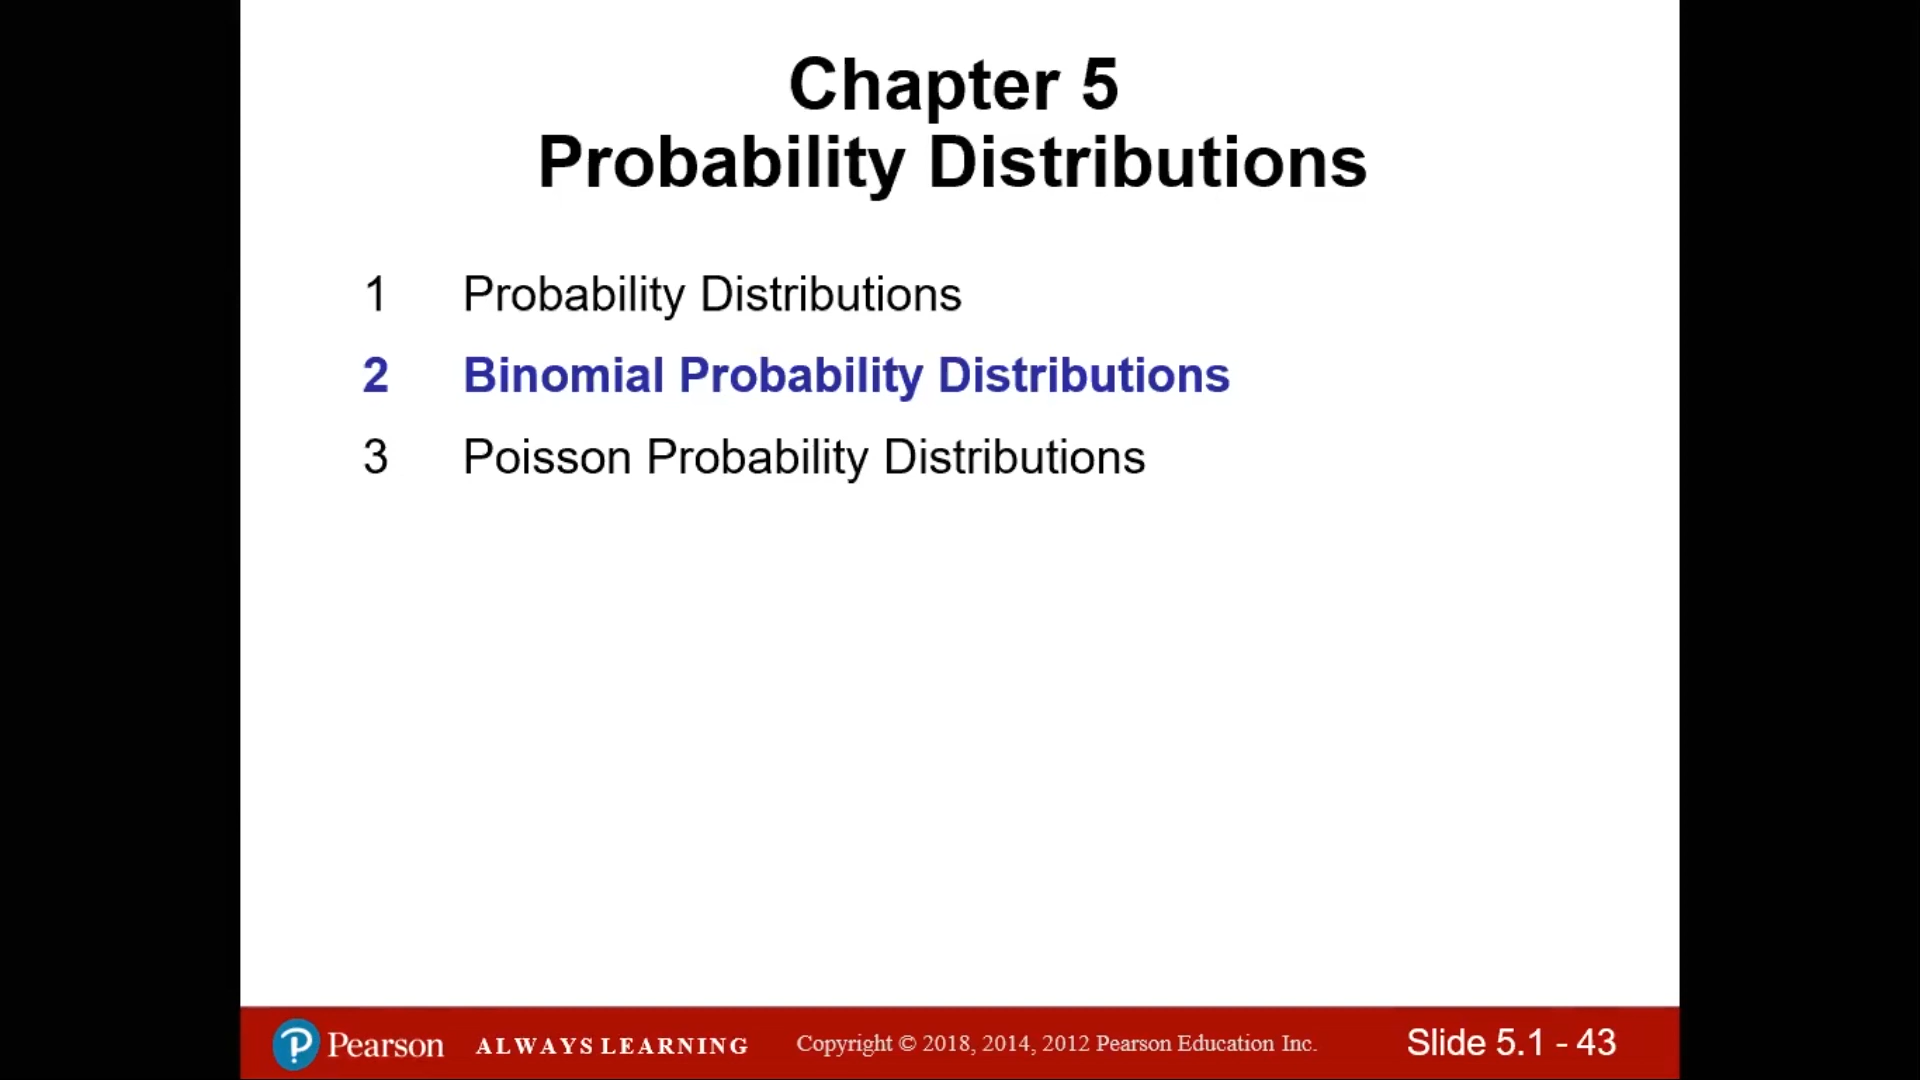 Chapter 5
Probability Distributions
1 Probability Distributions
2 Binomial Probability Distributions
3 Poisson Probability Distributions
Pearson ALWAYS LEARNING Copyright © 2018, 2014, 2012 Pearson Education Inc. Slide 5.1 - 43